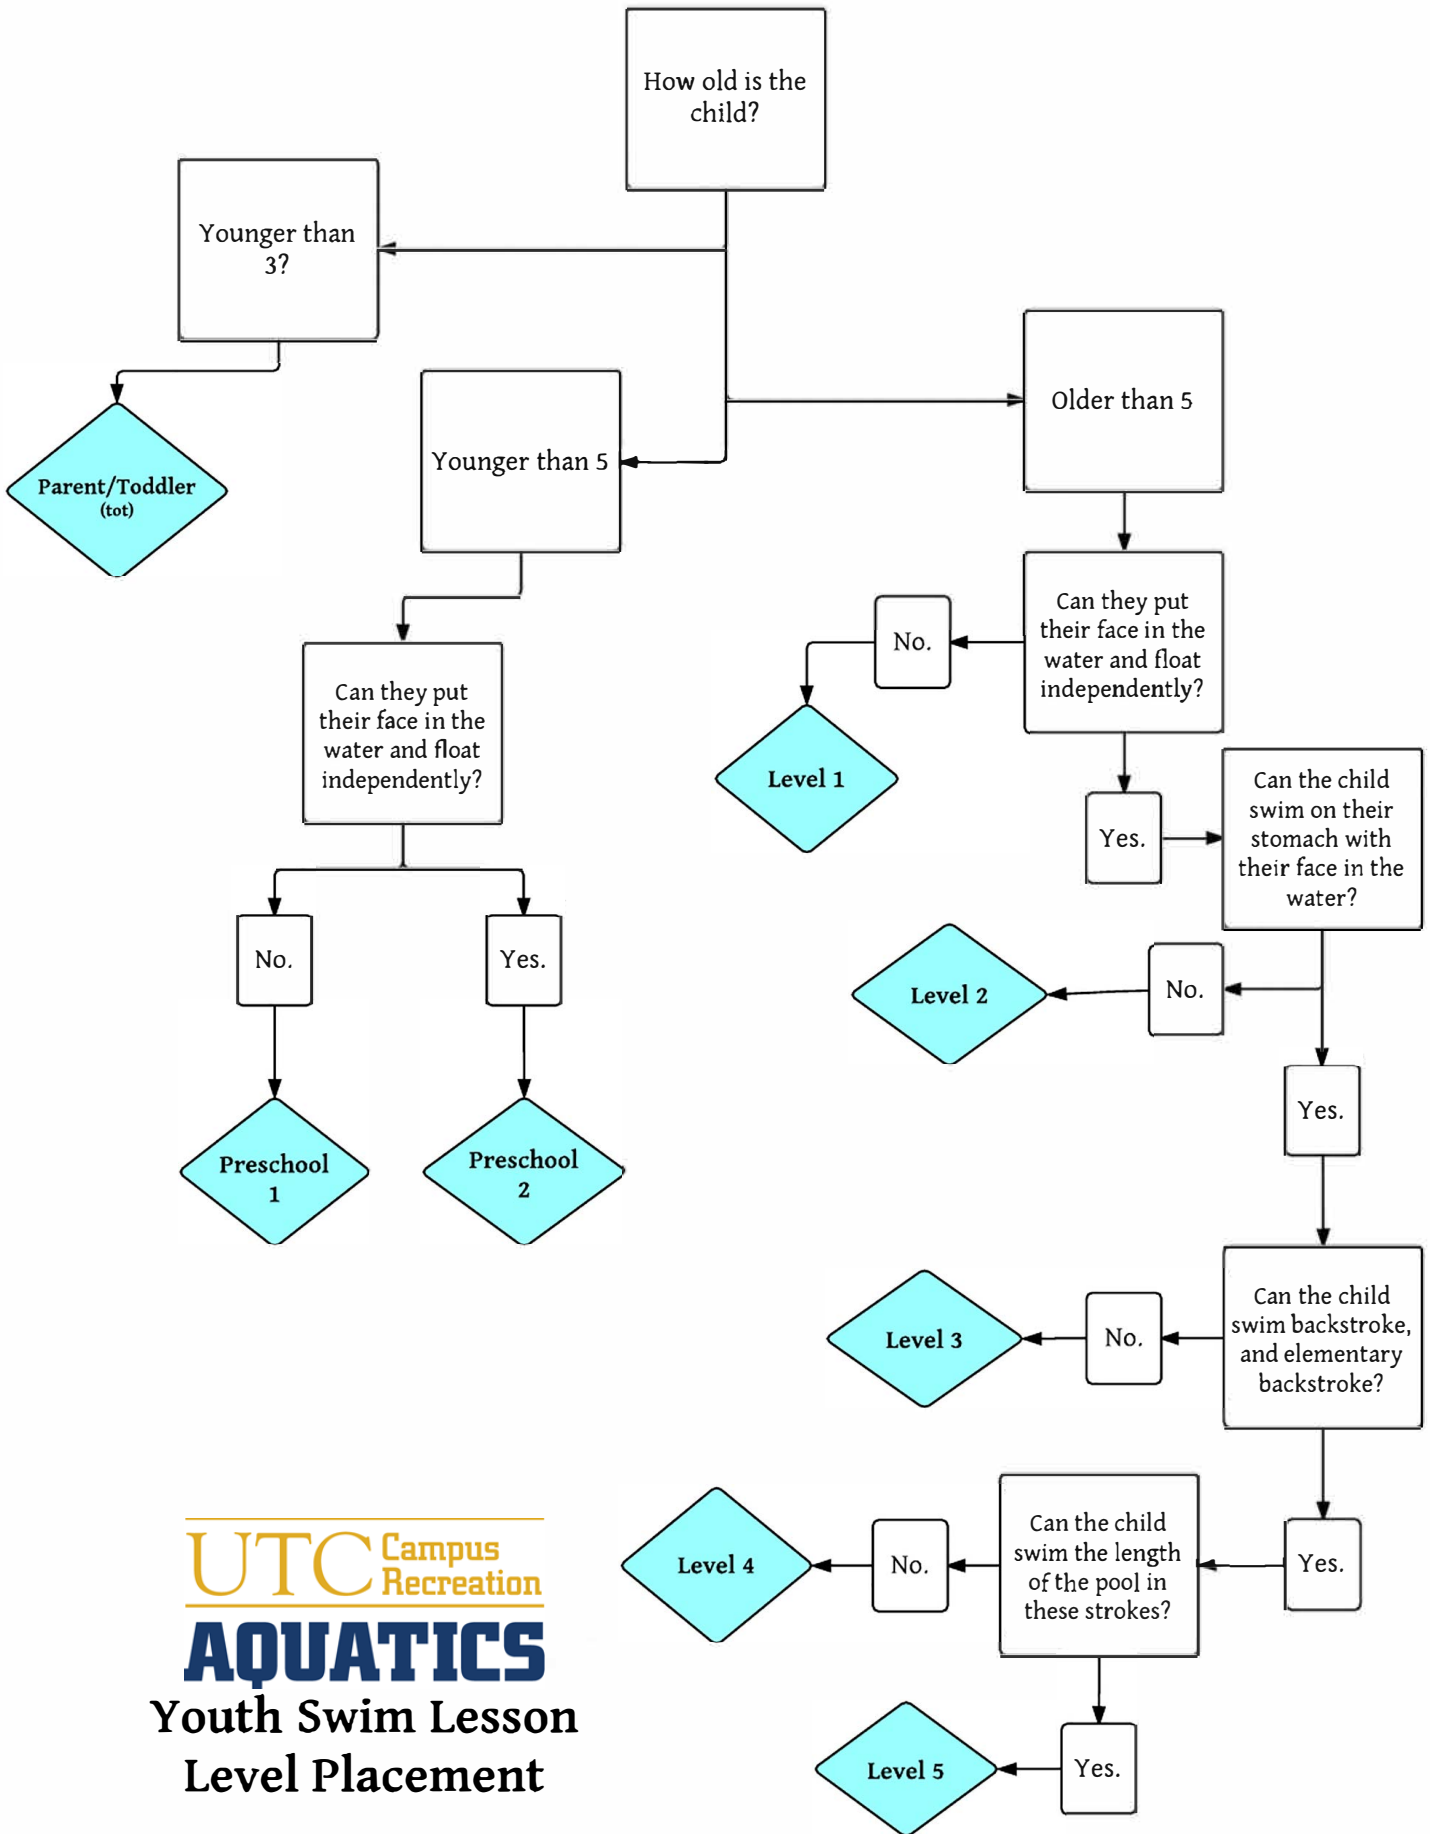 How old is the
child?
Younger than
3?
Parent/Toddler
(tot)
Younger than 5
Older than 5
Can they put
their face in the
water and float
independently?
No.
Yes.
Preschool
1
Preschool
2
Can they put
their face in the
water and float
independently?
No.
Level 1
Yes.
Can the child
swim on their
stomach with
their face in the
water?
No.
Level 2
Yes.
Can the child
swim backstroke,
and elementary
backstroke?
No.
Level 3
Yes.
Can the child
swim the length
of the pool in
these strokes?
No.
Level 4
Yes.
Level 5
UTC Campus
Recreation
AQUATICS
Youth Swim Lesson
Level Placement